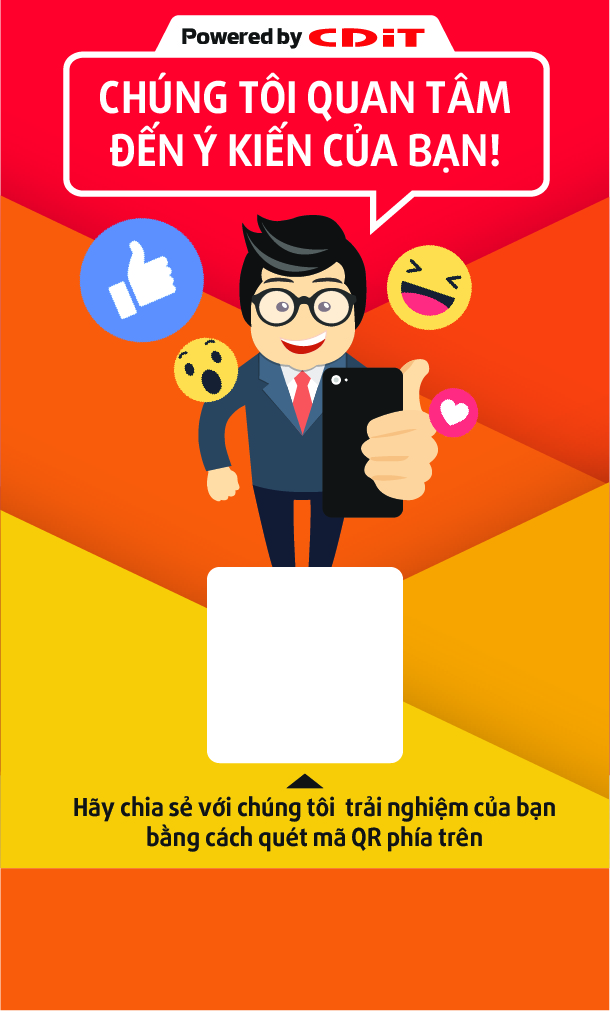 Powered by CDiT
CHÚNG TÔI QUAN TÂM
ĐẾN Ý KIẾN CỦA BẠN!
Hãy chia sẻ với chúng tôi trải nghiệm của bạn
bằng cách quét mã QR phía trên